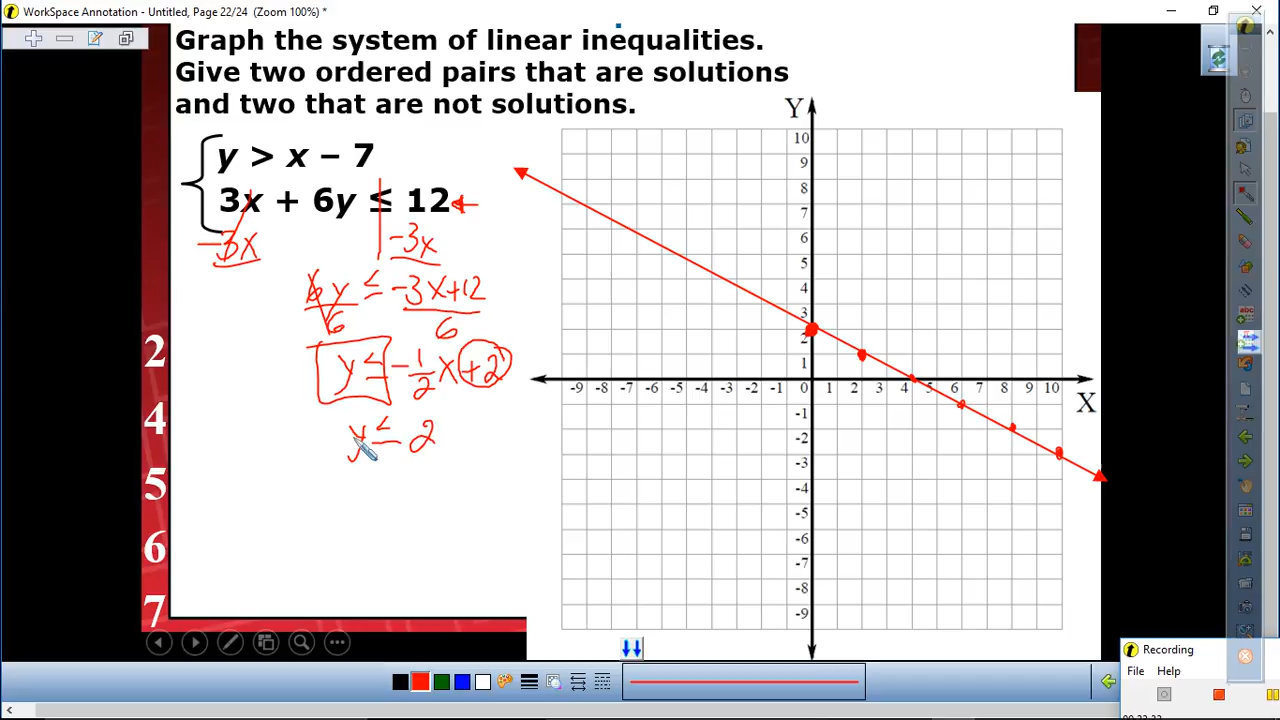 WorkSpace Annotation - Untitled, Page 22/24 (Zoom 100%) *
Graph the system of linear inequalities.
Give two ordered pairs that are solutions
and two that are not solutions.
y > x – 7
3x + 6y ≤ 12
-3x -3x
6y ≤ -3x+12
6 6
y ≤ -1/2 x +2
y ≤ 2
2
4
5
6
7
Y
10
9
8
7
6
5
4
3
2
1
-9 -8 -7 -6 -5 -4 -3 -2 -1 0 1 2 3 4 5 6 7 8 9 10
X
-1
-2
-3
-4
-5
-6
-7
-8
-9
abc
Recording
File Help